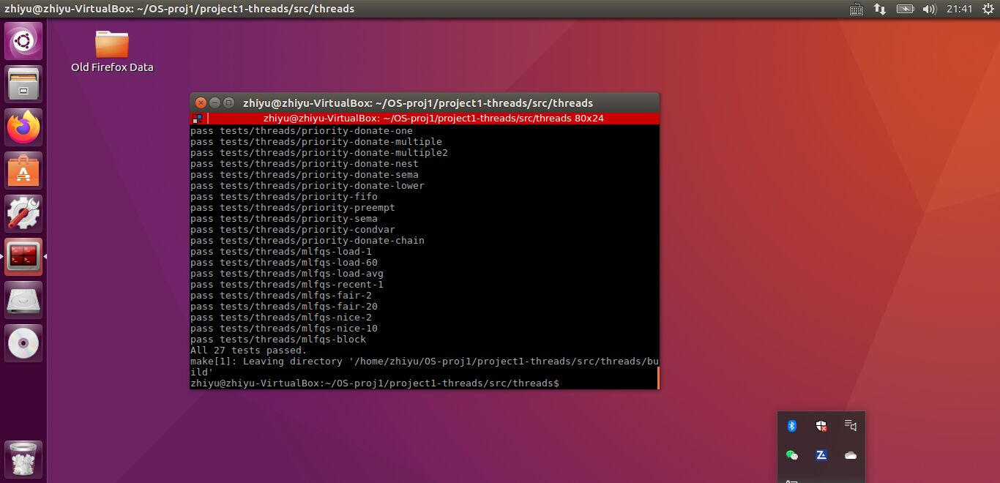 zhiyu@zhiyu-VirtualBox: ~/OS-proj1/project1-threads/src/threads
21:41
Old Firefox Data
zhiyu@zhiyu-VirtualBox: ~/OS-proj1/project1-threads/src/threads
zhiyu@zhiyu-VirtualBox: ~/OS-proj1/project1-threads/src/threads 80x24
pass tests/threads/priority-donate-one
pass tests/threads/priority-donate-multiple
pass tests/threads/priority-donate-multiple2
pass tests/threads/priority-donate-nest
pass tests/threads/priority-donate-sema
pass tests/threads/priority-donate-lower
pass tests/threads/priority-fifo
pass tests/threads/priority-preempt
pass tests/threads/priority-sema
pass tests/threads/priority-condvar
pass tests/threads/priority-donate-chain
pass tests/threads/mlfqs-load-1
pass tests/threads/mlfqs-load-60
pass tests/threads/mlfqs-load-avg
pass tests/threads/mlfqs-recent-1
pass tests/threads/mlfqs-fair-2
pass tests/threads/mlfqs-fair-20
pass tests/threads/mlfqs-nice-2
pass tests/threads/mlfqs-nice-10
pass tests/threads/mlfqs-block
All 27 tests passed.
make[1]: Leaving directory '/home/zhiyu/OS-proj1/project1-threads/src/threads/bu
ild'
zhiyu@zhiyu-VirtualBox:~/OS-proj1/project1-threads/src/threads$